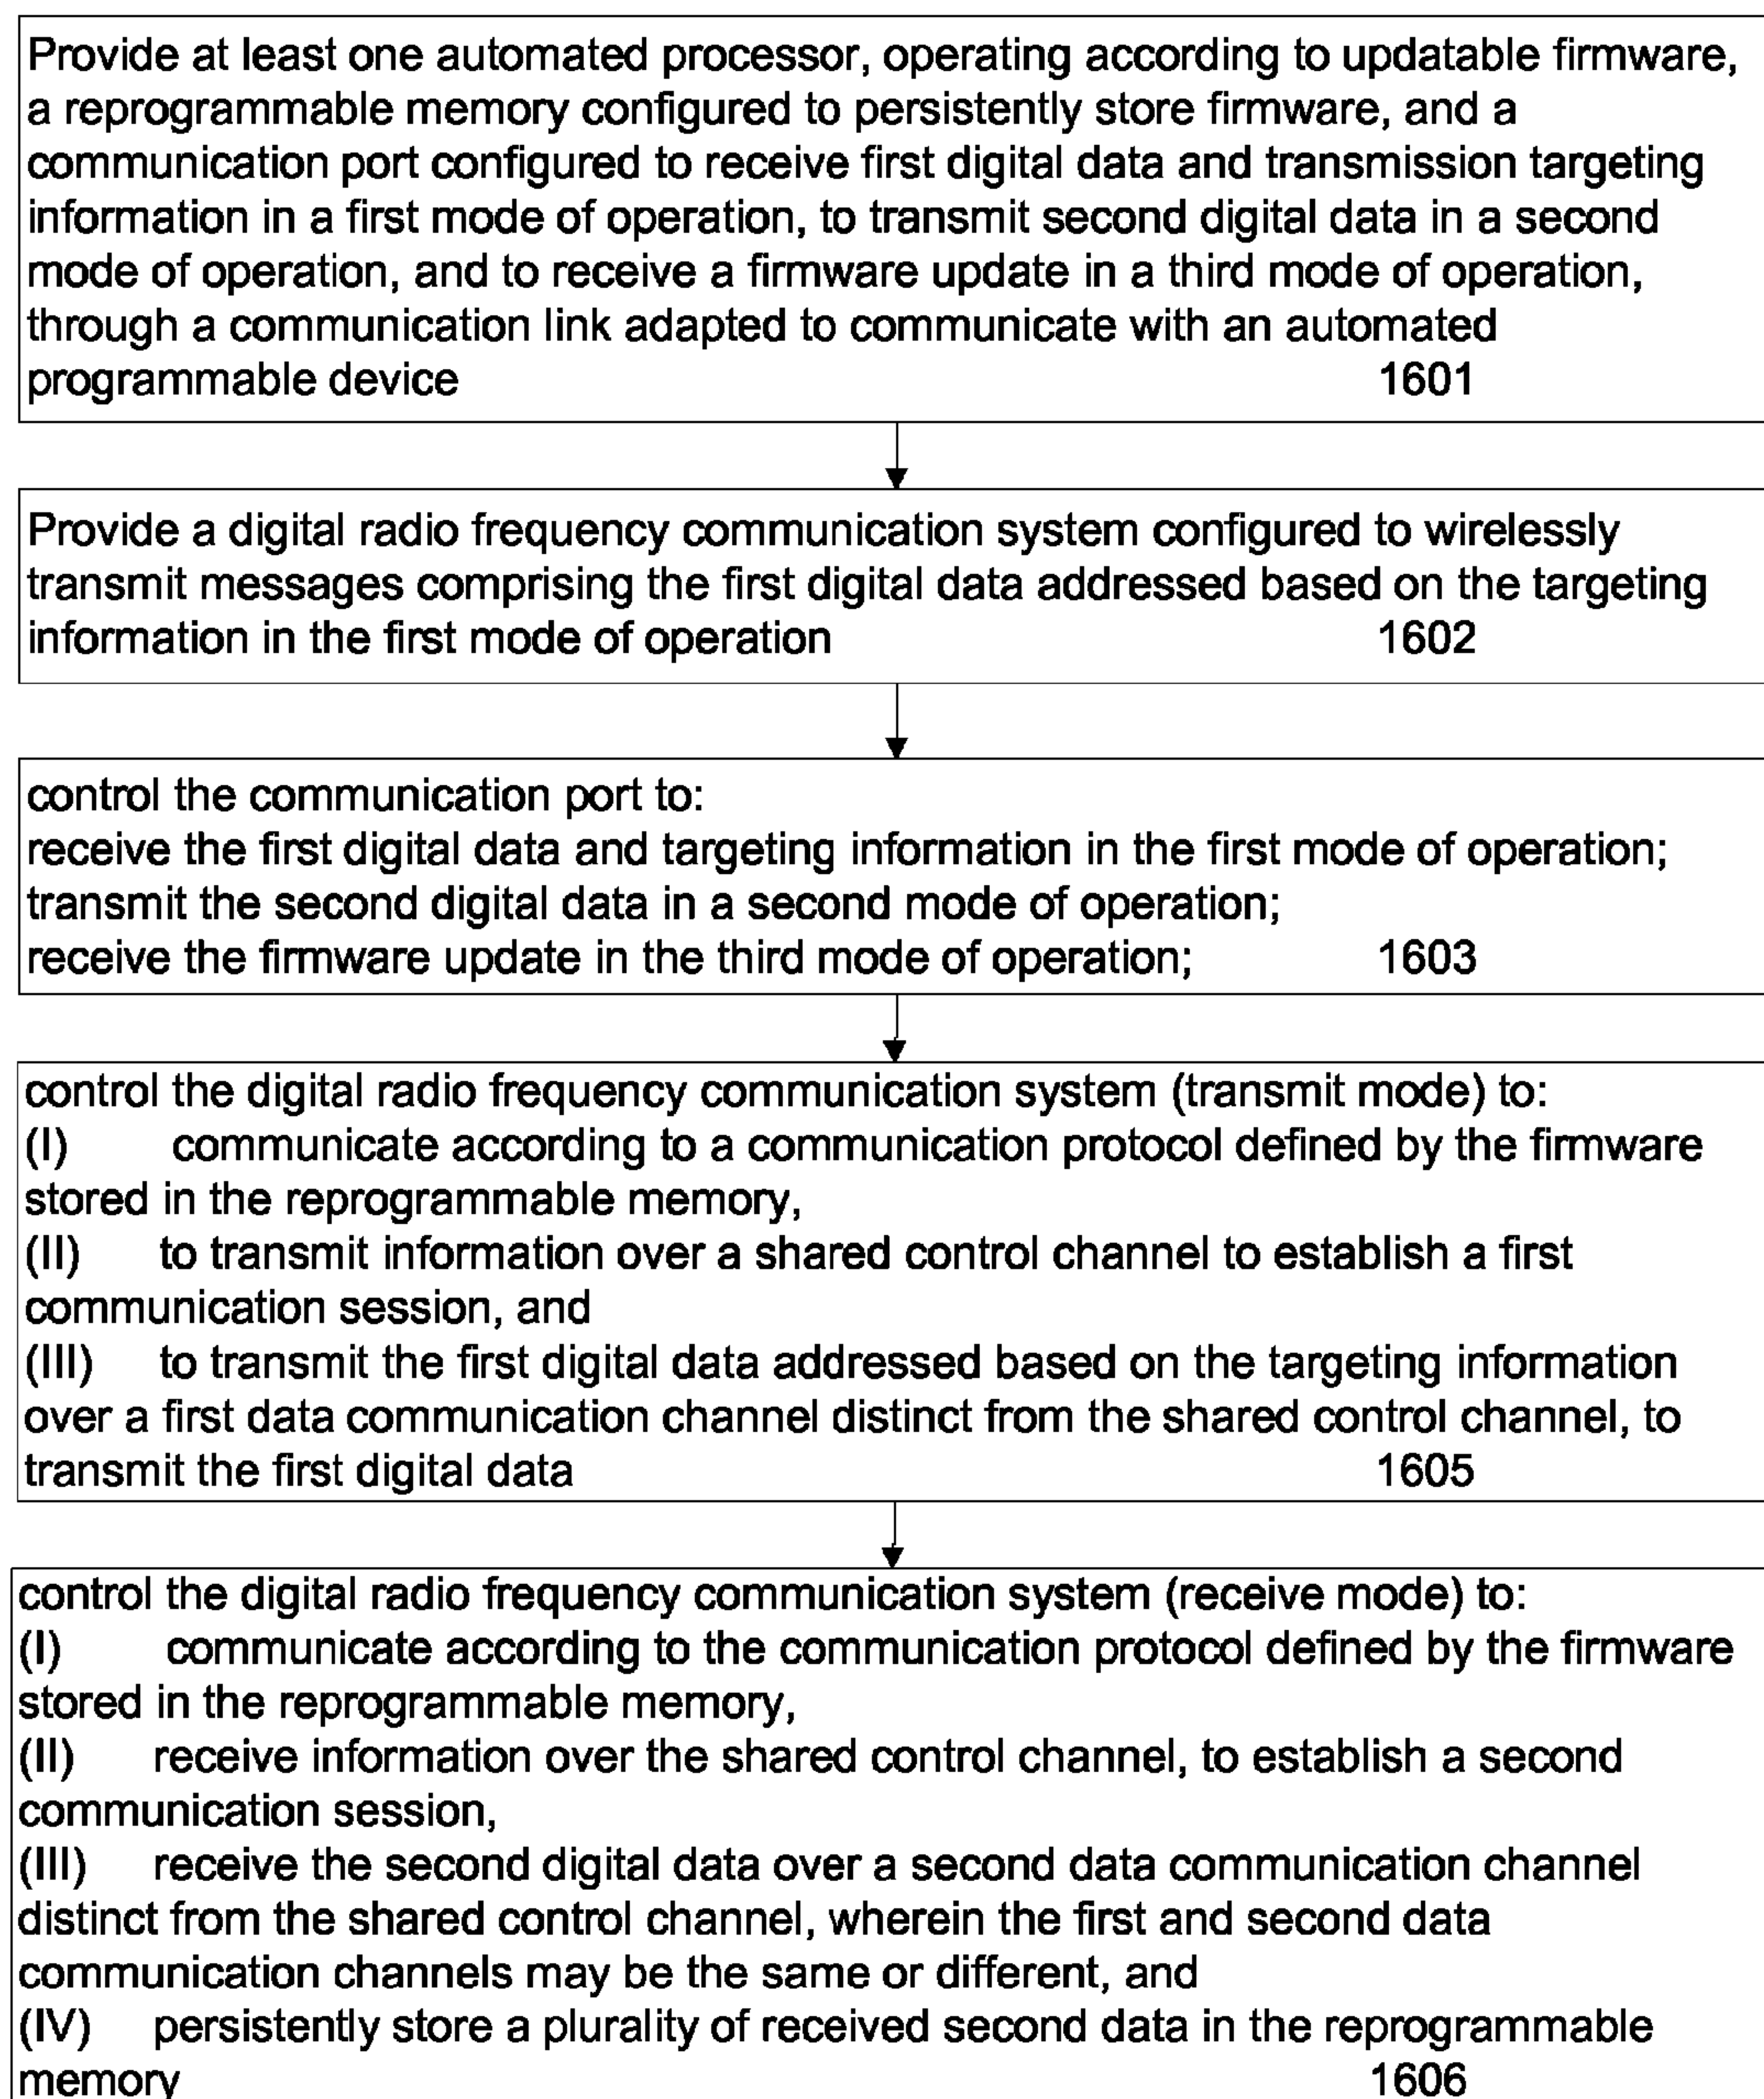 Provide at least one automated processor, operating according to updatable firmware,
a reprogrammable memory configured to persistently store firmware, and a
communication port configured to receive first digital data and transmission targeting
information in a first mode of operation, to transmit second digital data in a second
mode of operation, and to receive a firmware update in a third mode of operation,
through a communication link adapted to communicate with an automated
programmable device 1601
Provide a digital radio frequency communication system configured to wirelessly
transmit messages comprising the first digital data addressed based on the targeting
information in the first mode of operation 1602
control the communication port to:
receive the first digital data and targeting information in the first mode of operation;
transmit the second digital data in a second mode of operation;
receive the firmware update in the third mode of operation; 1603
control the digital radio frequency communication system (transmit mode) to:
(I) communicate according to a communication protocol defined by the firmware
stored in the reprogrammable memory,
(II) to transmit information over a shared control channel to establish a first
communication session, and
(III) to transmit the first digital data addressed based on the targeting information
over a first data communication channel distinct from the shared control channel, to
transmit the first digital data 1605
control the digital radio frequency communication system (receive mode) to:
(I) communicate according to the communication protocol defined by the firmware
stored in the reprogrammable memory,
(II) receive information over the shared control channel, to establish a second
communication session,
(III) receive the second digital data over a second data communication channel
distinct from the shared control channel, wherein the first and second data
communication channels may be the same or different, and
(IV) persistently store a plurality of received second data in the reprogrammable
memory 1606